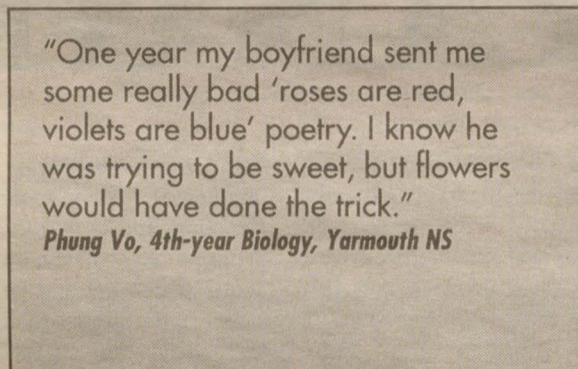 "One year my boyfriend sent me
some really bad 'roses are red,
violets are blue' poetry. I know he
was trying to be sweet, but flowers
would have done the trick."
Phung Vo, 4th-year Biology, Yarmouth NS